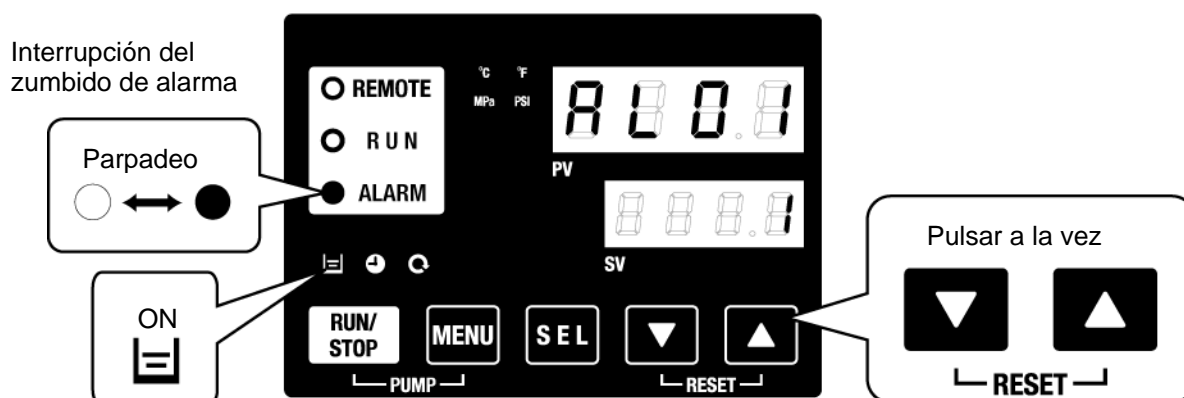 Interrupción del
zumbido de alarma
Parpadeo
ON
REMOTE
RUN
ALARM
°C °F
MPa PSI
AL01
PV
1
SV
RUN/
STOP
MENU
SEL
PUMP
RESET
Pulsar a la vez
RESET